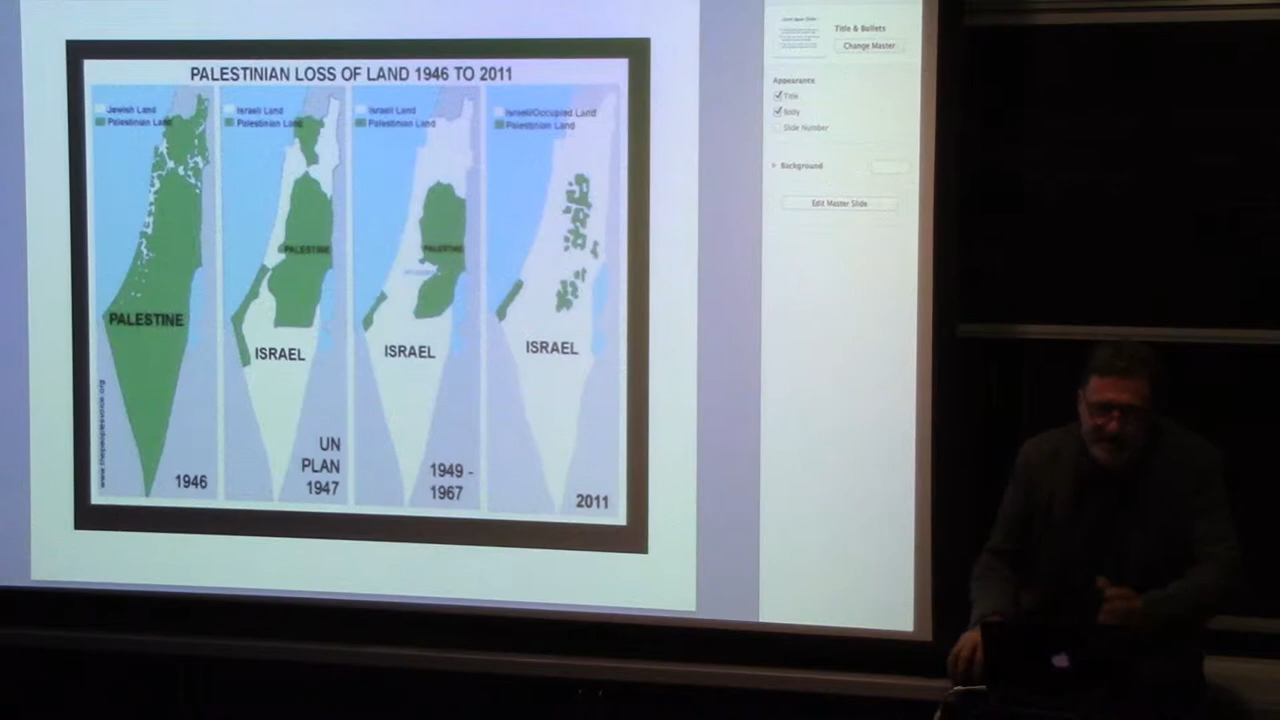 PALESTINIAN LOSS OF LAND 1946 TO 2011
Jewish Land
Palestinian Land
PALESTINE
1946
Israeli Land
Palestinian Land
PALESTINE
ISRAEL
UN
PLAN
1947
Israeli Land
Palestinian Land
PALESTINE
ISRAEL
1949 -
1967
Israeli/Occupied Land
Palestinian Land
ISRAEL
2011
Title & Bullets
Change Master
Appearance
Title
Body
Slide Number
Background
Edit Master Slide